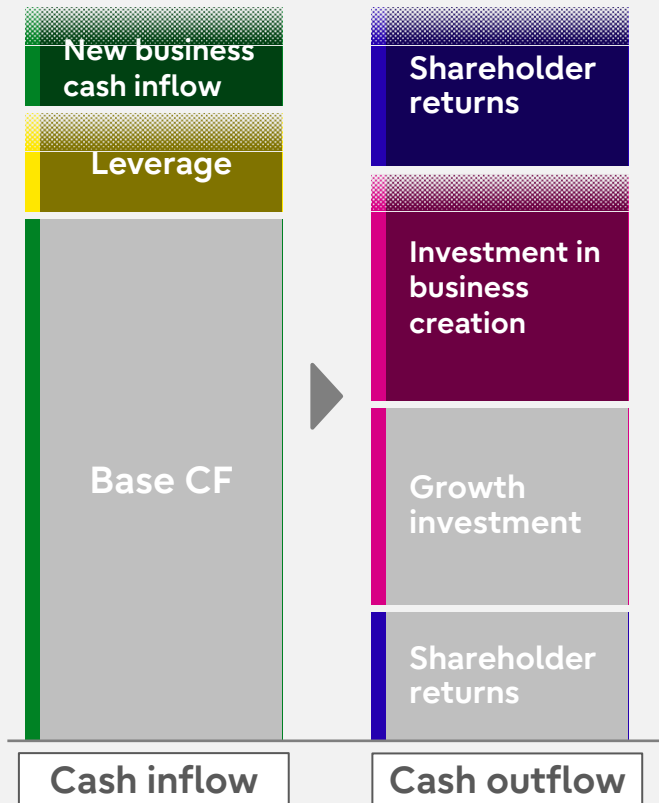 New business
cash inflow
Leverage
Base CF
Cash inflow
Shareholder
returns
Investment in
business
creation
Growth
investment
Shareholder
returns
Cash outflow